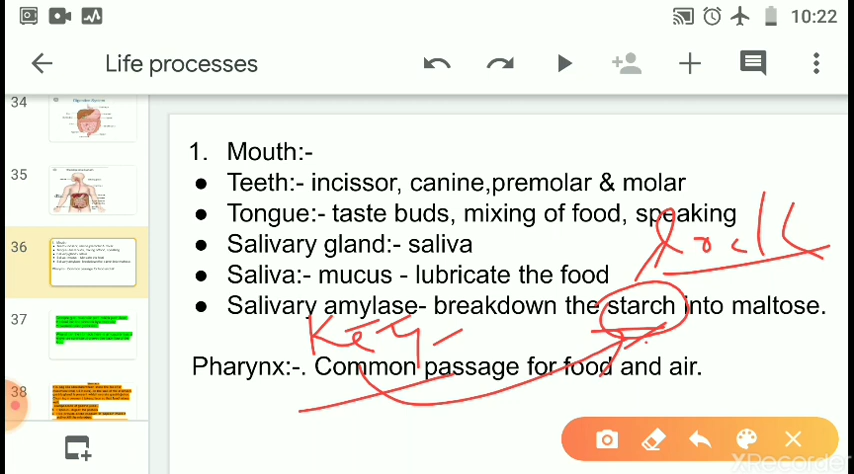 10:22
Life processes
34
35
36
37
38
1. Mouth:-
● Teeth:- incissor, canine,premolar & molar
● Tongue:- taste buds, mixing of food, speaking
● Salivary gland:- saliva
● Saliva:- mucus - lubricate the food
● Salivary amylase- breakdown the starch into maltose.
Lock
Key -
Pharynx:-. Common passage for food and air.
XRecorder